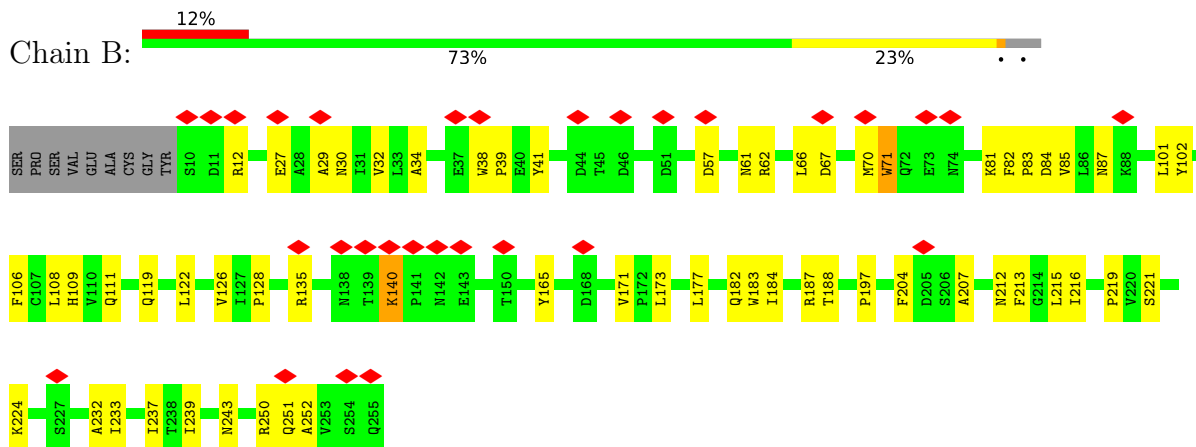 12%
Chain B:
73% 23% • •
SER PRO SER VAL GLU ALA CYS GLY TYR S10 D11 R12 E27 A28 A29 N30 I31 V32 L33 A34 E37 W38 P39 E40 Y41 D44 T45 D46 D51 D57 N61 R62 L66 D67 M70 W71 Q72 E73 N74 K81 F82 P83 D84 V85 L86 N87 K88 L101 Y102
F106 C107 L108 H109 V110 Q111 Q119 L122 V126 I127 P128 R135 N138 T139 K140 P141 N142 E143 T150 Y165 D168 V171 P172 L173 L177 Q182 W183 I184 R187 T188 P197 F204 D205 S206 A207 N212 F213 G214 L215 I216 P219 V220 S221
K224 S227 A232 I233 I237 T238 I239 N243 R250 Q251 A252 V253 S254 Q255